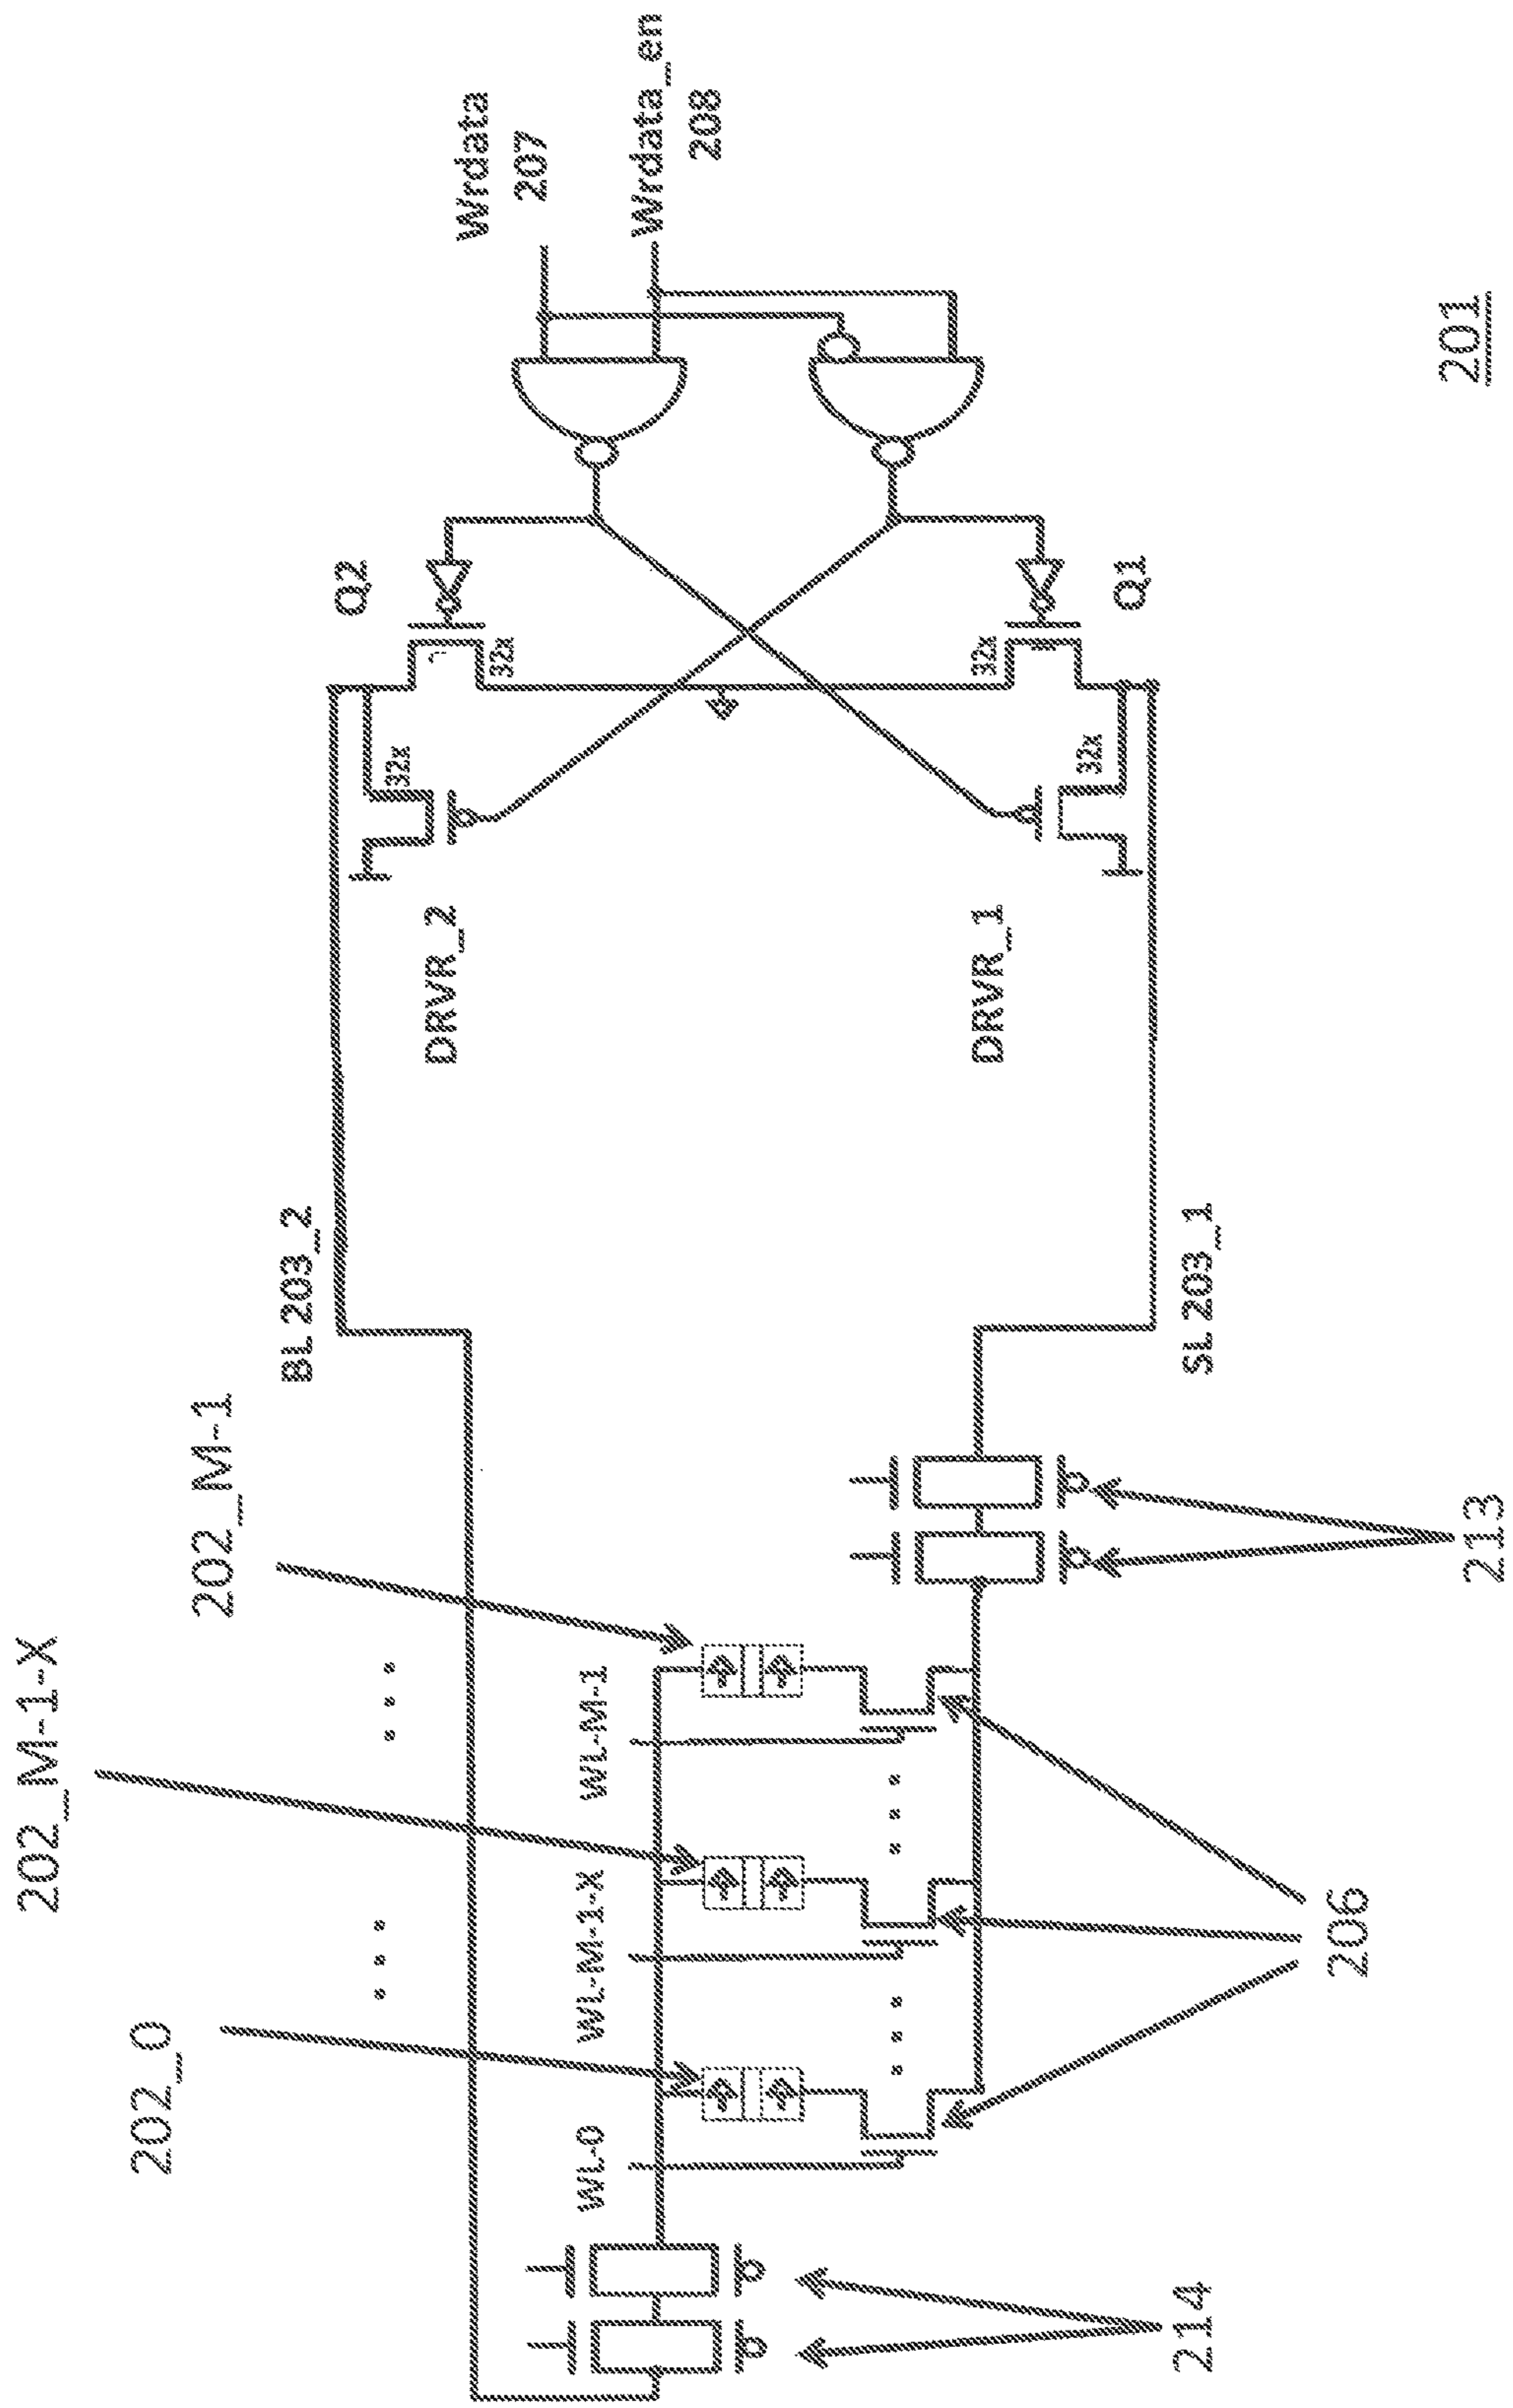 202_0
202_M-1-X
202_M-1
BL 203_2
Q2
32x
32x
DRVR_2
Wrdata
207
Wrdata_en
208
WL-0
WL-M-1-X
WL-M-1
DRVR_1
32x
32x
Q1
SL 203_1
214
206
213
201